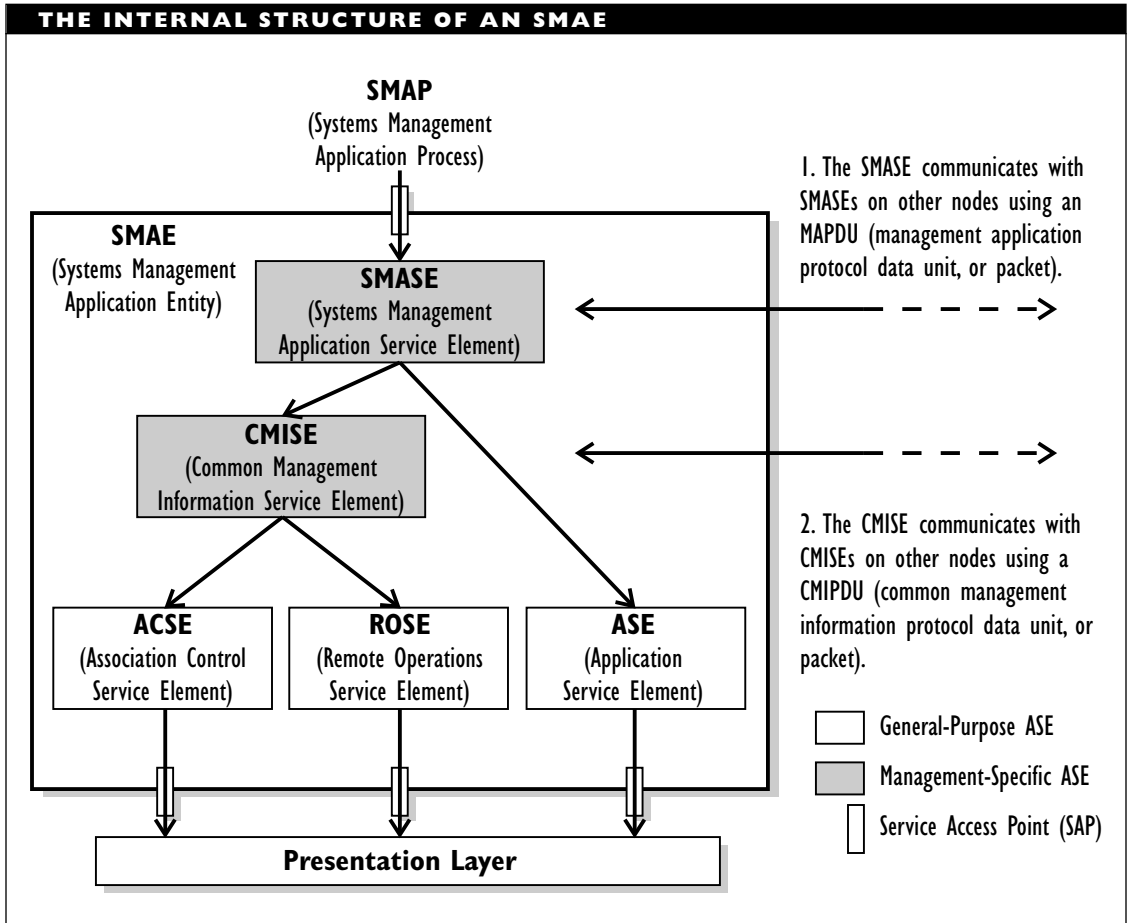 THE INTERNAL STRUCTURE OF AN SMAE
SMAP
(Systems Management
Application Process)
SMAE
(Systems Management
Application Entity)
SMASE
(Systems Management
Application Service Element)
CMISE
(Common Management
Information Service Element)
ACSE
(Association Control
Service Element)
ROSE
(Remote Operations
Service Element)
ASE
(Application
Service Element)
Presentation Layer
1. The SMASE communicates with
SMASEs on other nodes using an
MAPDU (management application
protocol data unit, or packet).
2. The CMISE communicates with
CMISEs on other nodes using a
CMIPDU (common management
information protocol data unit, or
packet).
General-Purpose ASE
Management-Specific ASE
Service Access Point (SAP)